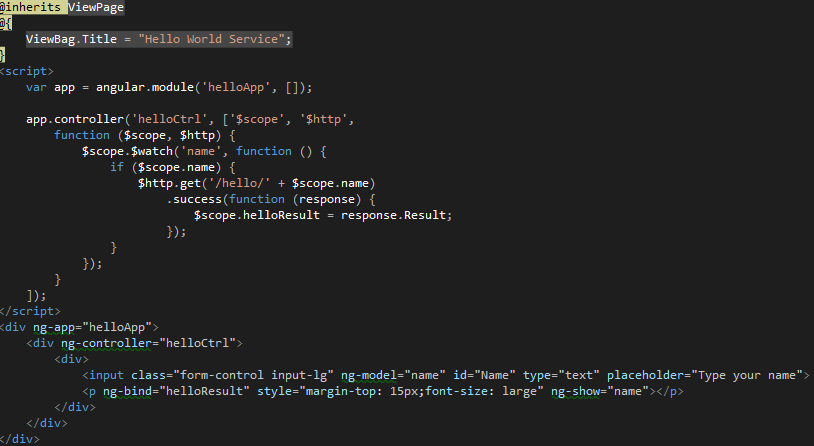 @inherits ViewPage
@{
    ViewBag.Title = "Hello World Service";
}
<script>
    var app = angular.module('helloApp', []);

    app.controller('helloCtrl', ['$scope', '$http',
        function ($scope, $http) {
            $scope.$watch('name', function () {
                if ($scope.name) {
                    $http.get('/hello/' + $scope.name)
                        .success(function (response) {
                            $scope.helloResult = response.Result;
                        });
                }
            });
        }
    ]);
</script>
<div ng-app="helloApp">
    <div ng-controller="helloCtrl">
        <div>
            <input class="form-control input-lg" ng-model="name" id="Name" type="text" placeholder="Type your name">
            <p ng-bind="helloResult" style="margin-top: 15px;font-size: large" ng-show="name"></p>
        </div>
    </div>
</div>